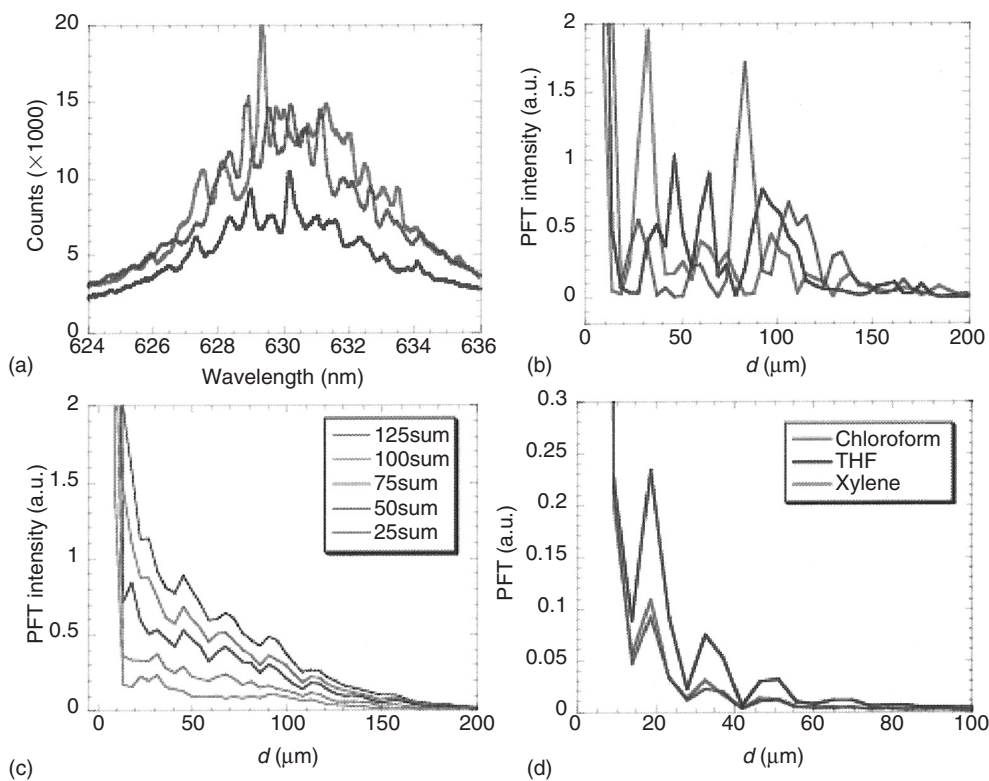 20
15
10
5
0
Counts (×1000)
624 626 628 630 632 634 636
Wavelength (nm)
(a)
2
1.5
1
0.5
0
PFT intensity (a.u.)
0 50 100 150 200
d (μm)
(b)
2
1.5
1
0.5
0
PFT intensity (a.u.)
125sum
100sum
75sum
50sum
25sum
0 50 100 150 200
d (μm)
(c)
0.3
0.25
0.2
0.15
0.1
0.05
0
PFT (a.u.)
Chloroform
THF
Xylene
0 20 40 60 80 100
d (μm)
(d)